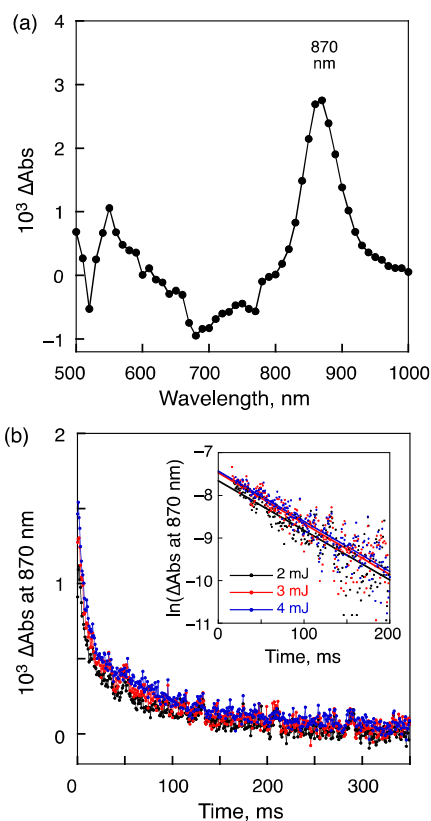 (a)
870
nm
4
3
2
1
0
−1
10³ ΔAbs
500 600 700 800 900 1000
Wavelength, nm
(b)
2
1
0
10³ ΔAbs at 870 nm
0 100 200 300
Time, ms
−7
−8
−9
−10
−11
ln(ΔAbs at 870 nm)
2 mJ
3 mJ
4 mJ
0 100 200
Time, ms